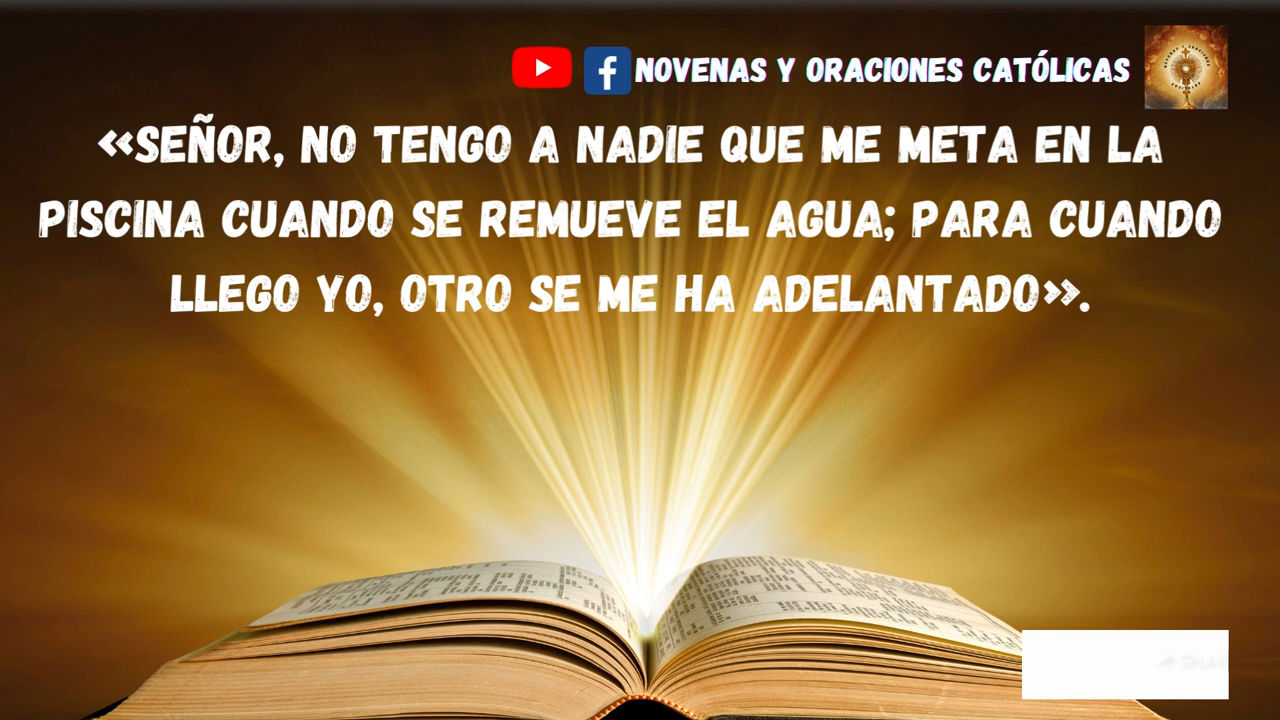 NOVENAS Y ORACIONES CATÓLICAS
«SEÑOR, NO TENGO A NADIE QUE ME META EN LA
PISCINA CUANDO SE REMUEVE EL AGUA; PARA CUANDO
LLEGO YO, OTRO SE ME HA ADELANTADO».